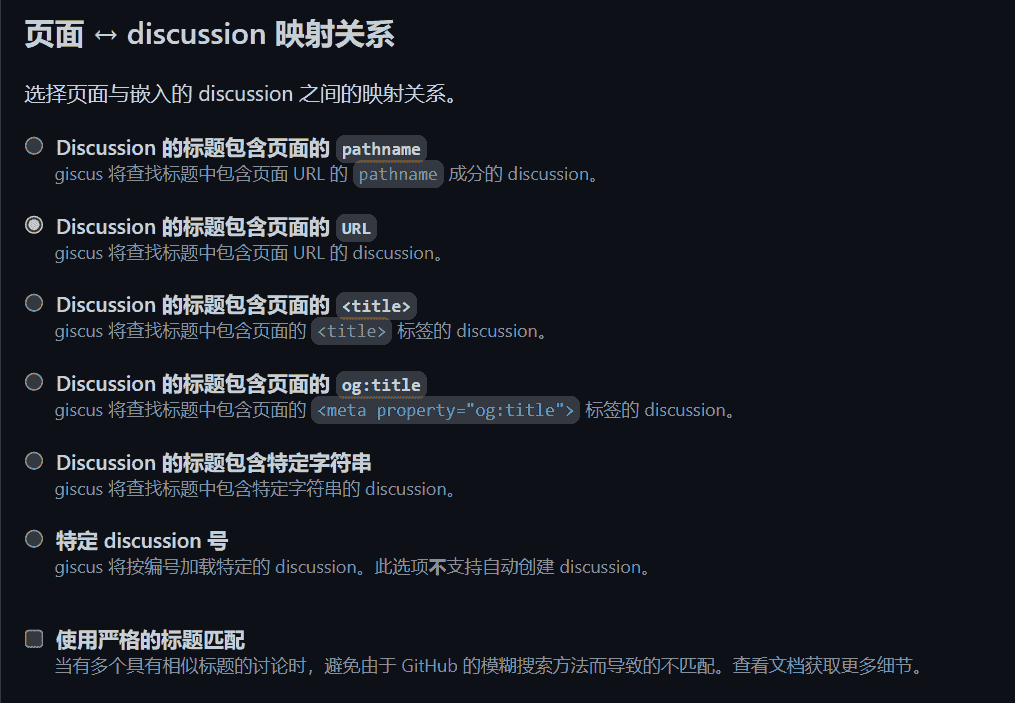 页面 ↔ discussion 映射关系
选择页面与嵌入的 discussion 之间的映射关系。
Discussion 的标题包含页面的 pathname
giscus 将查找标题中包含页面 URL 的 pathname 成分的 discussion。
Discussion 的标题包含页面的 URL
giscus 将查找标题中包含页面 URL 的 discussion。
Discussion 的标题包含页面的 <title>
giscus 将查找标题中包含页面的 <title> 标签的 discussion。
Discussion 的标题包含页面的 og:title
giscus 将查找标题中包含页面的 <meta property="og:title"> 标签的 discussion。
Discussion 的标题包含特定字符串
giscus 将查找标题中包含特定字符串的 discussion。
特定 discussion 号
giscus 将按编号加载特定的 discussion。此选项不支持自动创建 discussion。
使用严格的标题匹配
当有多个具有相似标题的讨论时，避免由于 GitHub 的模糊搜索方法而导致的不匹配。查看文档获取更多细节。